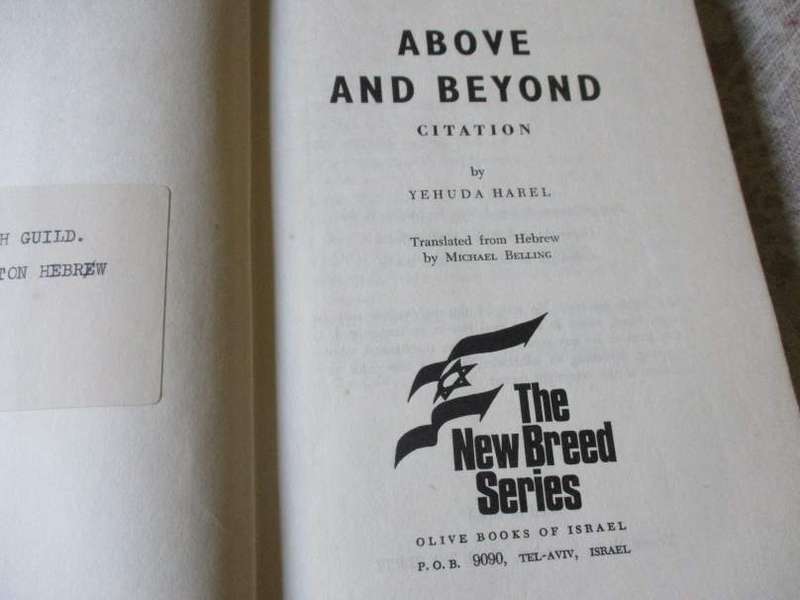 H GUILD.
TON HEBREW
ABOVE
AND BEYOND
CITATION
by
YEHUDA HAREL
Translated from Hebrew
by MICHAEL BELLING
The
New Breed
Series
OLIVE BOOKS OF ISRAEL
P.O.B. 9090, TEL-AVIV, ISRAEL